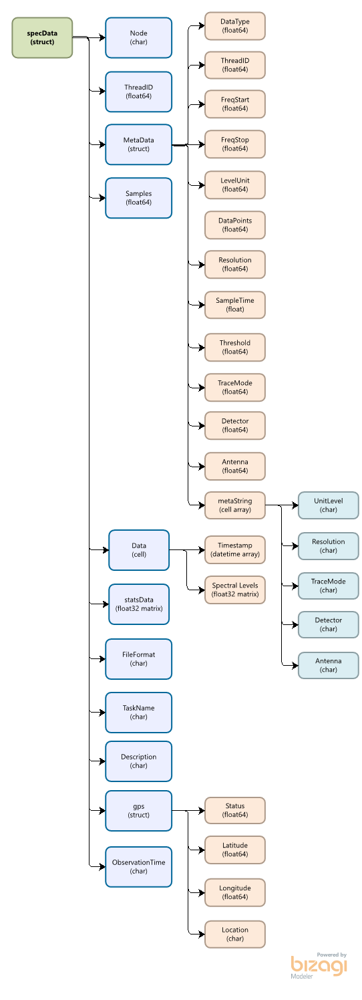 specData
(struct)
Node
(char)
ThreadID
(float64)
MetaData
(struct)
Samples
(float64)
DataType
(float64)
ThreadID
(float64)
FreqStart
(float64)
FreqStop
(float64)
LevelUnit
(float64)
DataPoints
(float64)
Resolution
(float64)
SampleTime
(float)
Threshold
(float64)
TraceMode
(float64)
Detector
(float64)
Antenna
(float64)
metaString
(cell array)
UnitLevel
(char)
Resolution
(char)
TraceMode
(char)
Detector
(char)
Antenna
(char)
Data
(cell)
Timestamp
(datetime array)
Spectral Levels
(float32 matrix)
statsData
(float32 matrix)
FileFormat
(char)
TaskName
(char)
Description
(char)
gps
(struct)
Status
(float64)
Latitude
(float64)
Longitude
(float64)
Location
(char)
ObservationTime
(char)
Powered by
bizagi
Modeler